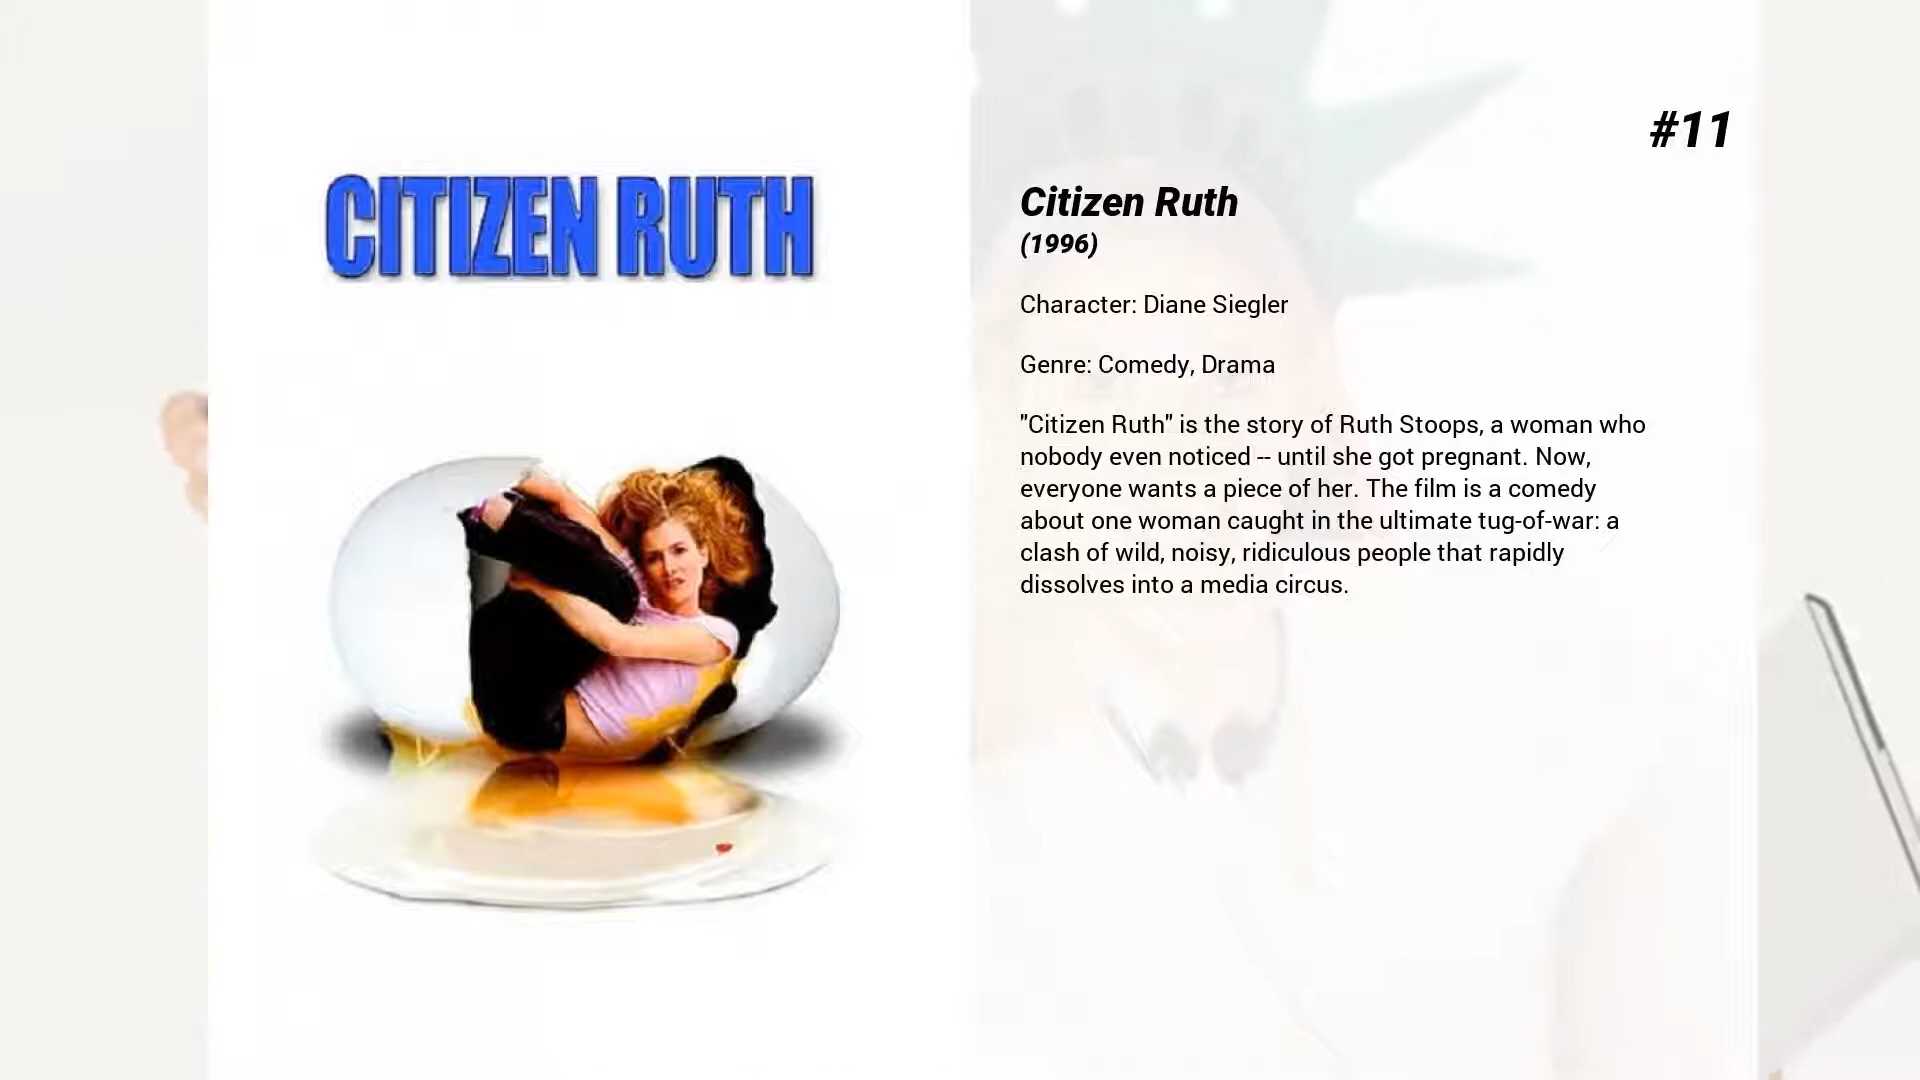 CITIZEN RUTH
#11
Citizen Ruth
(1996)
Character: Diane Siegler
Genre: Comedy, Drama
"Citizen Ruth" is the story of Ruth Stoops, a woman who
nobody even noticed -- until she got pregnant. Now,
everyone wants a piece of her. The film is a comedy
about one woman caught in the ultimate tug-of-war: a
clash of wild, noisy, ridiculous people that rapidly
dissolves into a media circus.